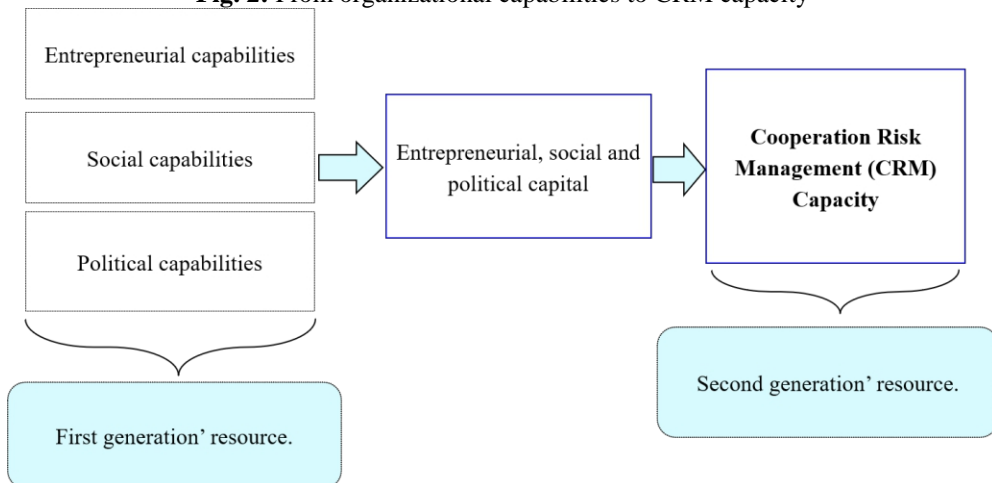 Fig. 2. From organizational capabilities to CRM capacity
Entrepreneurial capabilities
Social capabilities
Political capabilities
Entrepreneurial, social and
political capital
Cooperation Risk
Management (CRM)
Capacity
First generation’ resource.
Second generation’ resource.